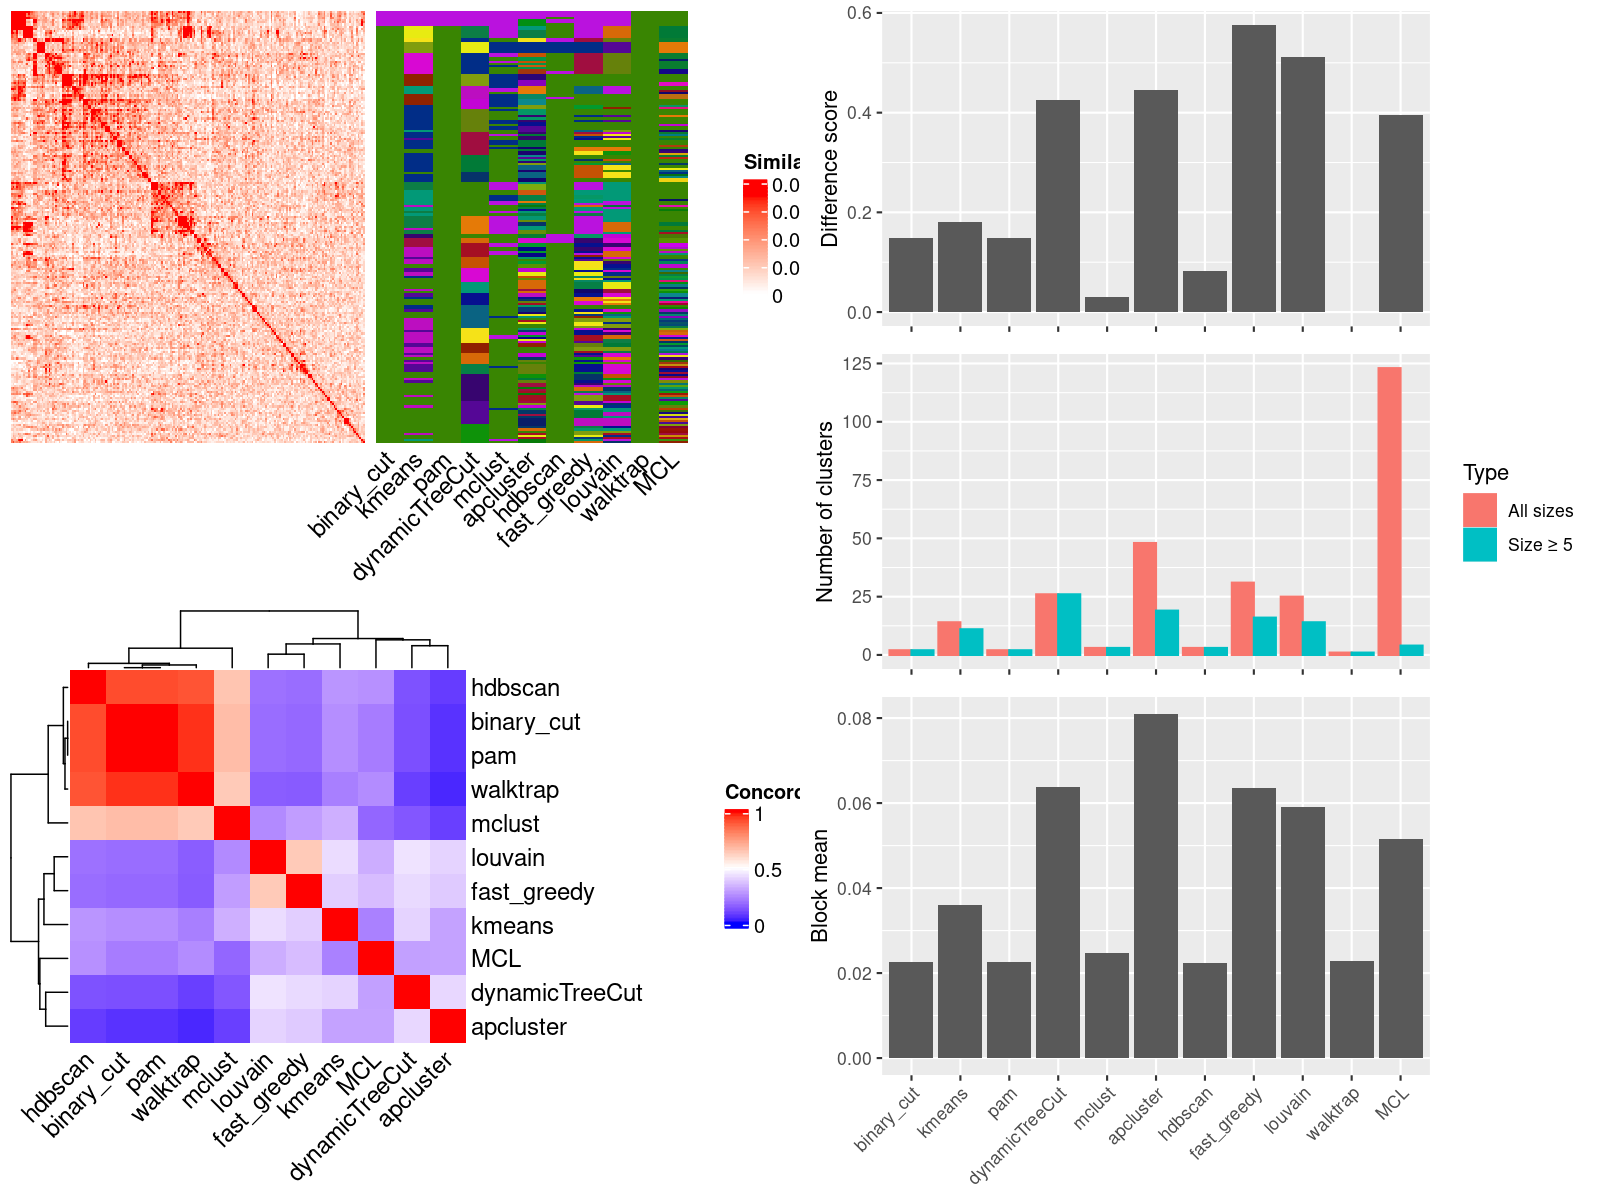 Simila
0.0
0.0
0.0
0.0
0
binary_cut
kmeans
pam
dynamicTreeCut
mclust
apcluster
hdbscan
fast_greedy
louvain
walktrap
MCL
hdbscan
binary_cut
pam
walktrap
mclust
louvain
fast_greedy
kmeans
MCL
dynamicTreeCut
apcluster
hdbscan
binary_cut
pam
walktrap
mclust
louvain
fast_greedy
kmeans
MCL
dynamicTreeCut
apcluster
Concord
1
0.5
0
Difference score
0.6
0.4
0.2
0.0
Number of clusters
125
100
75
50
25
0
Type
All sizes
Size ≥ 5
Block mean
0.08
0.06
0.04
0.02
0.00
binary_cut
kmeans
pam
dynamicTreeCut
mclust
apcluster
hdbscan
fast_greedy
louvain
walktrap
MCL